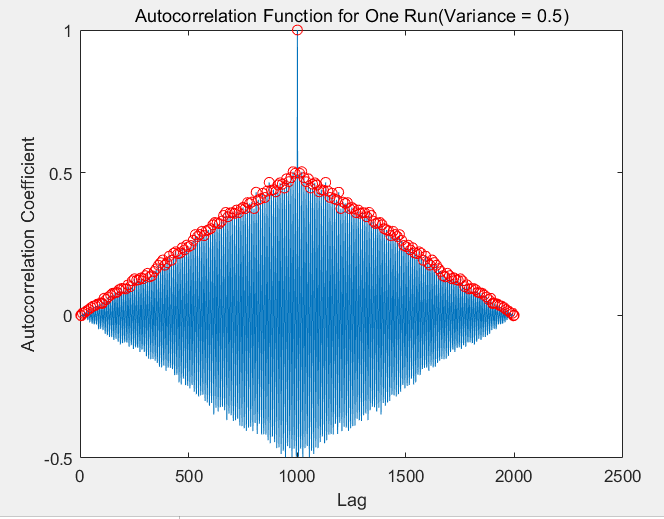 Autocorrelation Function for One Run(Variance = 0.5)
1
0.5
0
-0.5
Autocorrelation Coefficient
0 500 1000 1500 2000 2500
Lag